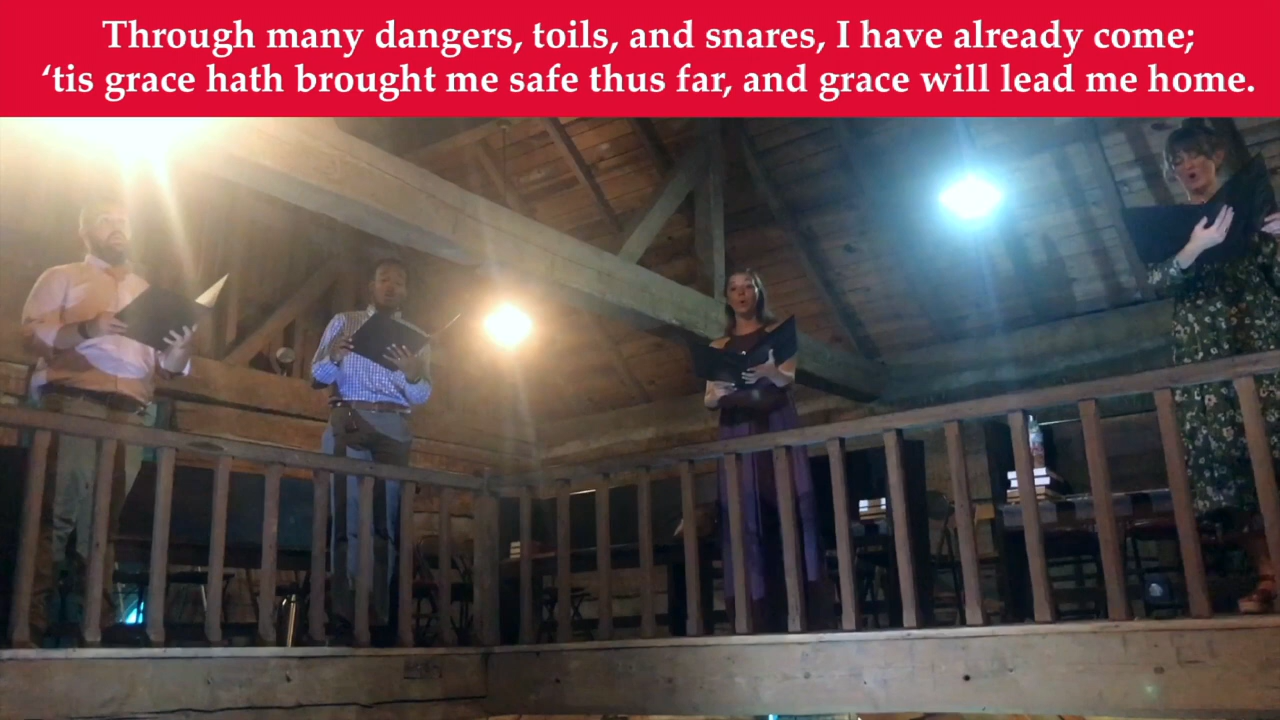 Through many dangers, toils, and snares, I have already come;
‘tis grace hath brought me safe thus far, and grace will lead me home.